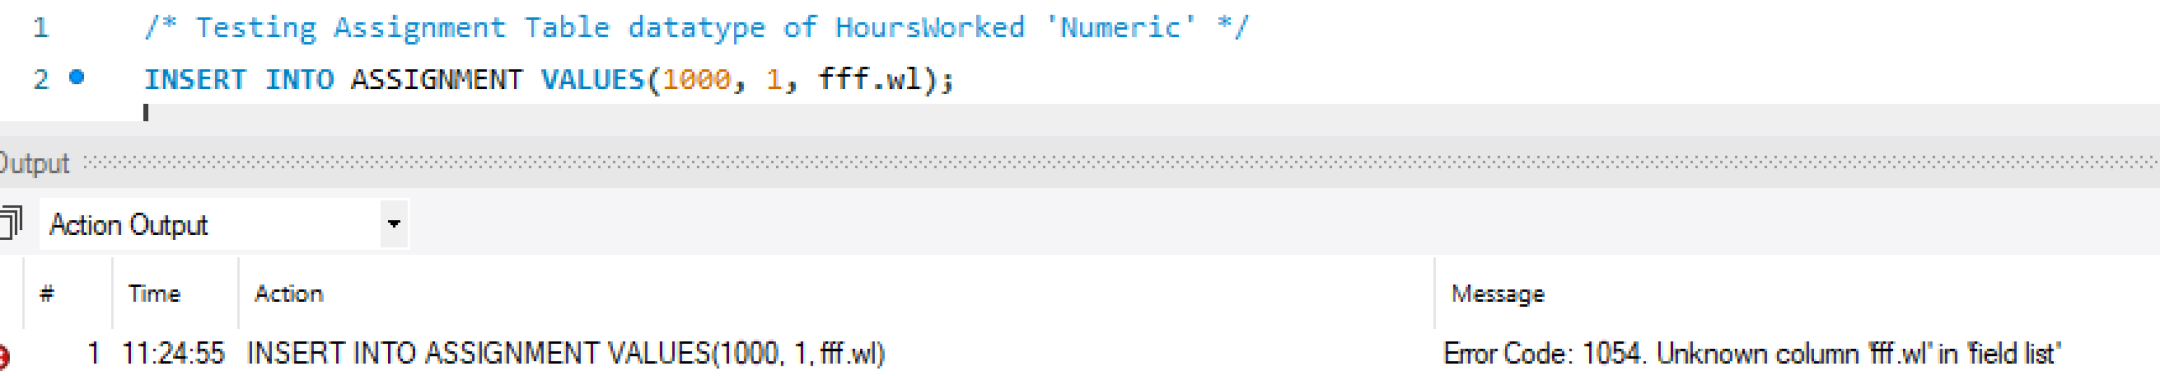 1 /* Testing Assignment Table datatype of HoursWorked 'Numeric' */
2 INSERT INTO ASSIGNMENT VALUES(1000, 1, fff.wl);
Output
Action Output
# Time Action Message
1 11:24:55 INSERT INTO ASSIGNMENT VALUES(1000, 1, fff.wl) Error Code: 1054. Unknown column 'fff.wl' in 'field list'